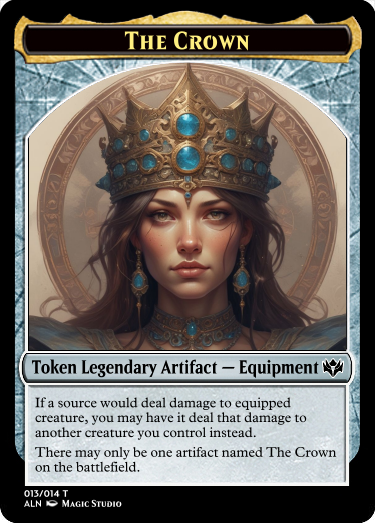 The Crown
Token Legendary Artifact — Equipment
If a source would deal damage to equipped
creature, you may have it deal that damage to
another creature you control instead.
There may only be one artifact named The Crown
on the battlefield.
013/014 T
ALN Magic Studio